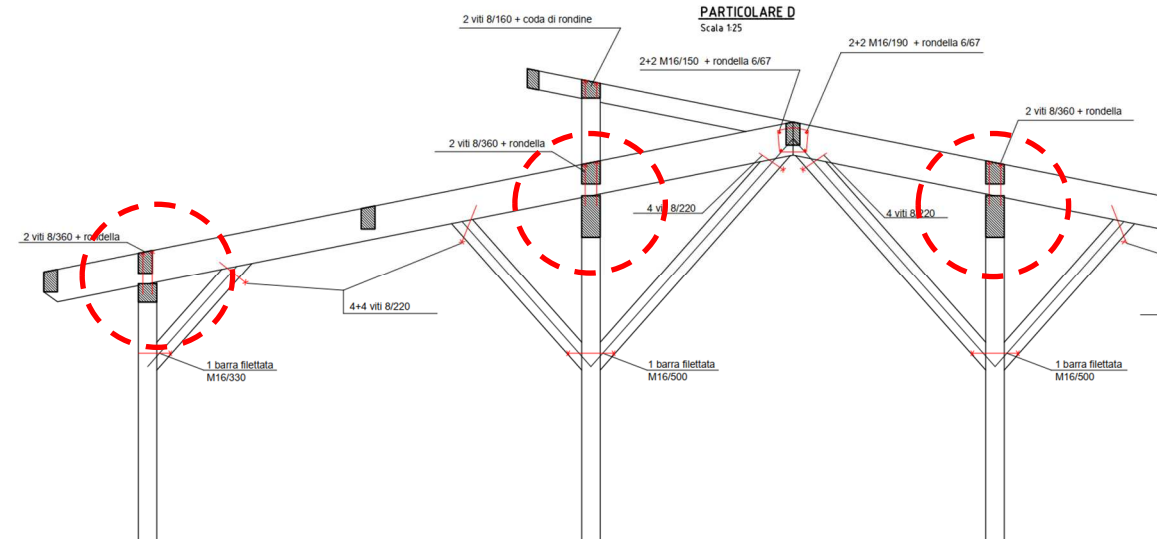 2 viti 8/160 + coda di rondine
PARTICOLARE D
Scala 1:25
2+2 M16/190 + rondella 6/67
2+2 M16/150 + rondella 6/67
2 viti 8/360 + rondella
2 viti 8/360 + rondella
4 viti 8/220
4 viti 8/220
2 viti 8/360 + rondella
4+4 viti 8/220
1 barra filettata
M16/330
1 barra filettata
M16/500
1 barra filettata
M16/500